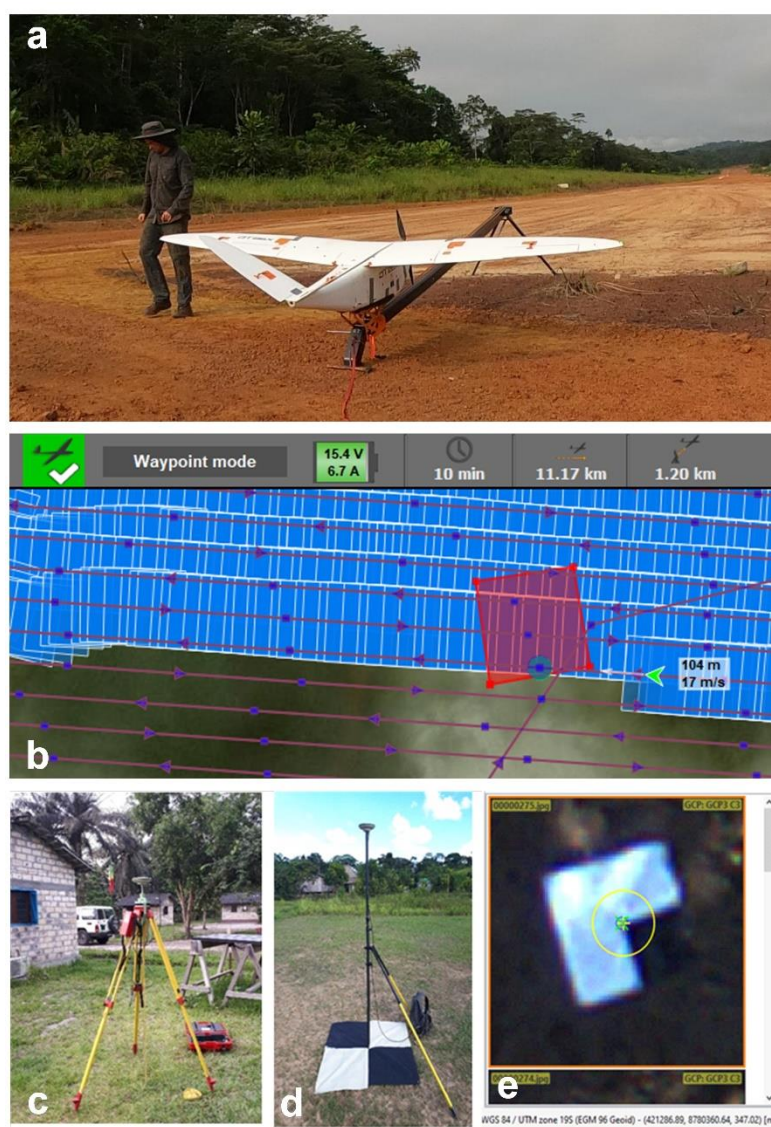 a
Waypoint mode
15.4 V
6.7 A
10 min
11.17 km
1.20 km
104 m
17 m/s
b
c
d
00000275.jpg
GCP: GCP3 C3
00000274.jpg
GCP: GCP3 C3
e
WGS 84 / UTM zone 19S (EGM 96 Geoid) - (421286.89, 8780360.64, 347.02) [m